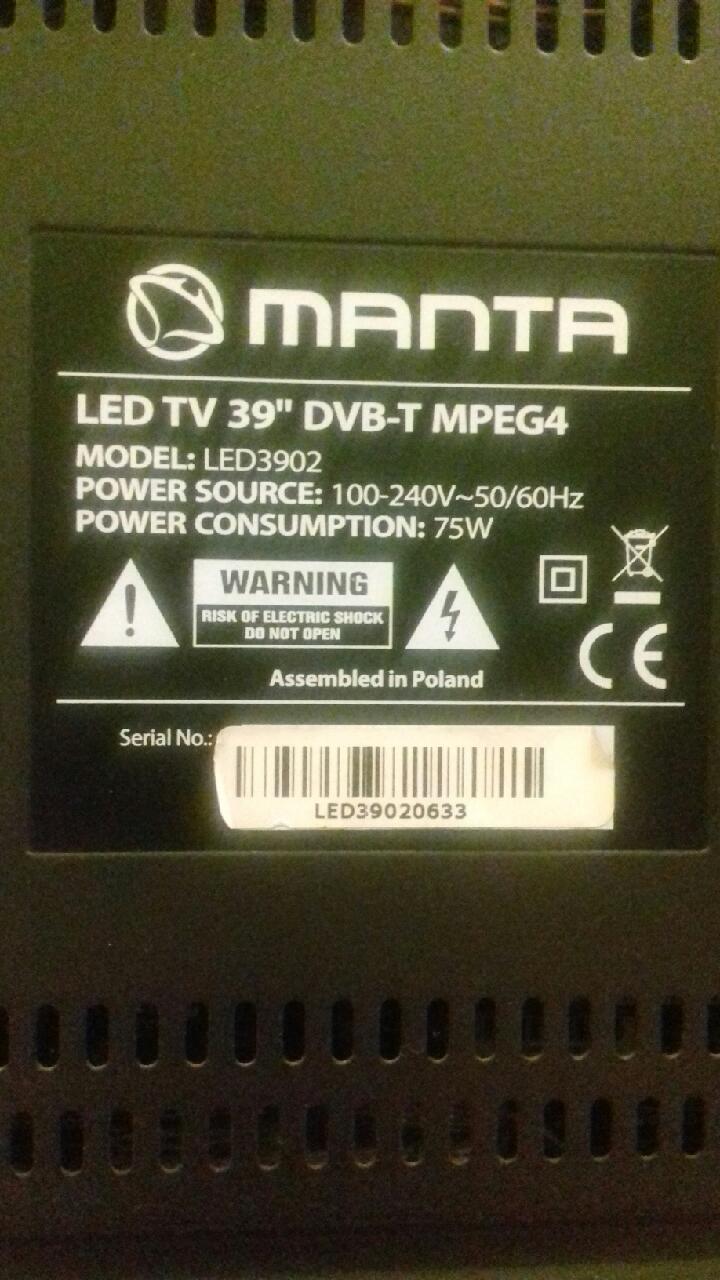 MANTA
LED TV 39" DVB-T MPEG4
MODEL: LED3902
POWER SOURCE: 100-240V~50/60Hz
POWER CONSUMPTION: 75W
WARNING
RISK OF ELECTRIC SHOCK
DO NOT OPEN
CE
Assembled in Poland
Serial No.:
LED39020633